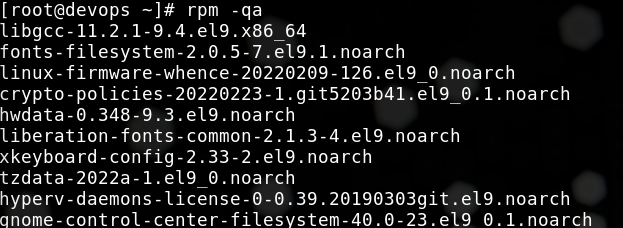 [root@devops ~]# rpm -qa
libgcc-11.2.1-9.4.el9.x86_64
fonts-filesystem-2.0.5-7.el9.1.noarch
linux-firmware-whence-20220209-126.el9_0.noarch
crypto-policies-20220223-1.git5203b41.el9_0.1.noarch
hwdata-0.348-9.3.el9.noarch
liberation-fonts-common-2.1.3-4.el9.noarch
xkeyboard-config-2.33-2.el9.noarch
tzdata-2022a-1.el9_0.noarch
hyperv-daemons-license-0-0.39.20190303git.el9.noarch
gnome-control-center-filesystem-40.0-23.el9_0.1.noarch